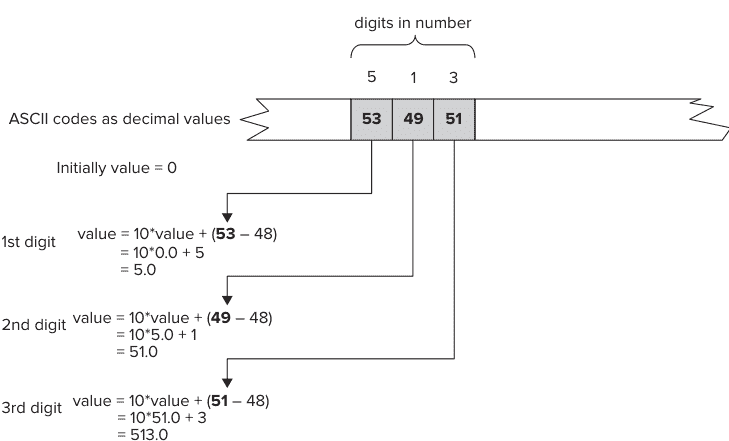 digits in number
5 1 3
ASCII codes as decimal values 53 49 51
Initially value = 0
1st digit value = 10*value + (53 – 48)
= 10*0.0 + 5
= 5.0
2nd digit value = 10*value + (49 – 48)
= 10*5.0 + 1
= 51.0
3rd digit value = 10*value + (51 – 48)
= 10*51.0 + 3
= 513.0